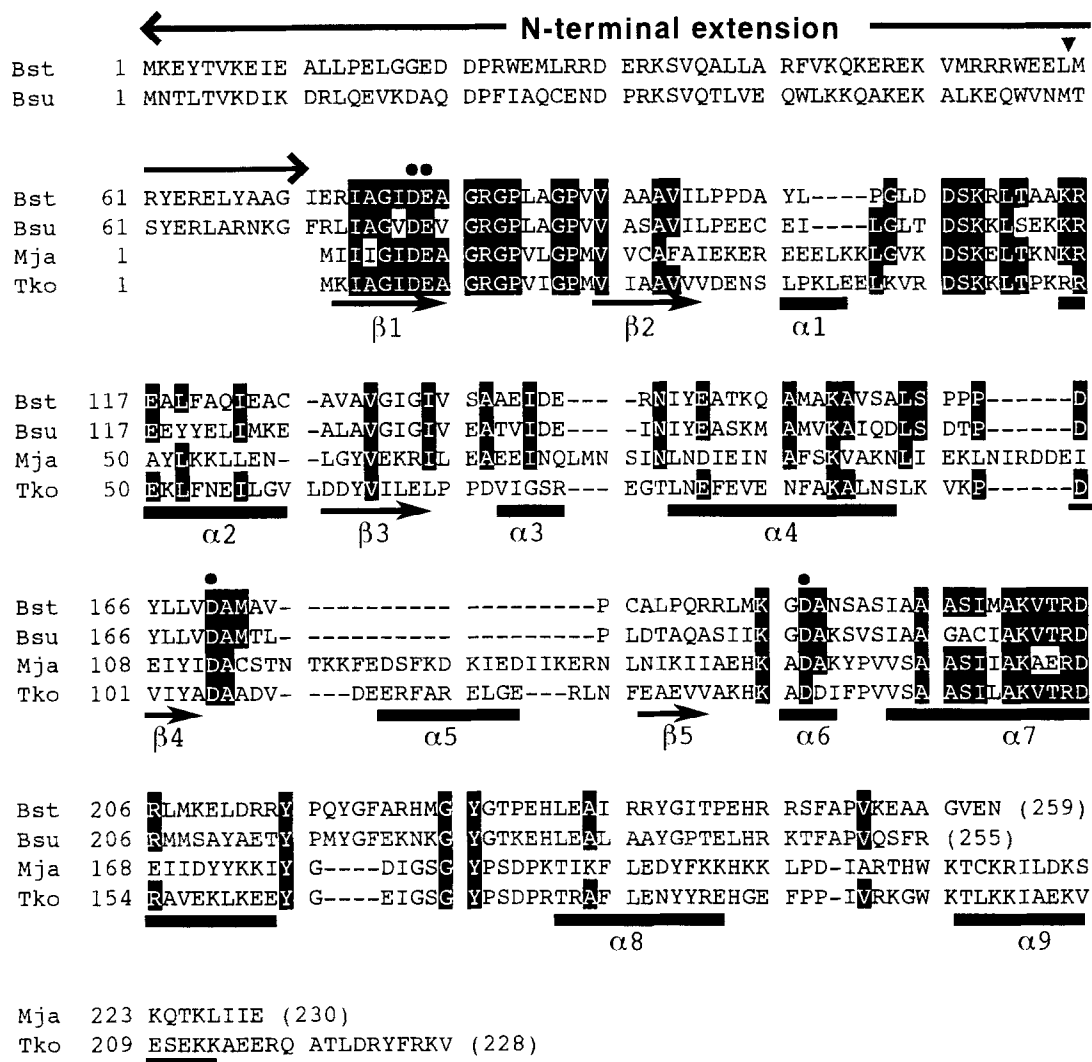 N-terminal extension
Bst 1 MKEYTVKEIE ALLPELGGED DPRWEMLRRD ERKSVQALLA RFVKQKEREK VMRRRWEELM
Bsu 1 MNTLTVKDIK DRLQEVKDAQ DPFIAQCEND PRKSVQTLVE QWLKKQAKEK ALKEQWVNMT
Bst 61 RYERELYAAG IERIAGIDEA GRGPLAGPVV AAAVILPPDA YL----PGLD DSKRLTAAKR
Bsu 61 SYERLARNKG FRLIAGVDEV GRGPLAGPVV ASAVILPEEC EI----LGLT DSKKLSEKKR
Mja 1 MIIIGIDEA GRGPVLGPMV VCAFAIEKER EEELKKLGVK DSKELTKNKR
Tko 1 MKIAGIDEA GRGPVIGPMV IAAVVVDENS LPKLEELKVR DSKKLTPKRR
β1 β2 α1
Bst 117 EALFAQIEAC -AVAVGIGIV SAAEIDE--- -RNIYEATKQ AMAKAVSALS PPP------D
Bsu 117 EEYYELIMKE -ALAVGIGIV EATVIDE--- -INIYEASKM AMVKAIQDLS DTP------D
Mja 50 AYLKKLLEN- -LGYVEKRIL EAEEINQLMN SINLNDIEIN AFSKVAKNLI EKLNIRDDEI
Tko 50 EKLFNEILGV LDDYVILELP PDVIGSR--- EGTLNEFEVE NFAKALNSLK VKP------D
α2 β3 α3 α4
Bst 166 YLLVDAMAV- ---------- ---------P CALPQRRLMK GDANSASIAA ASIMAKVTRD
Bsu 166 YLLVDAMTL- ---------- ---------P LDTAQASIIK GDAKSVSIAA GACIAKVTRD
Mja 108 EIYIDACSTN TKKFEDSFKD KIEDIIKERN LNIKIIAEHK ADAKYPVVSA ASIIAKAERD
Tko 101 VIYADAADV- ---DEERFAR ELGE---RLN FEAEVVAKHK ADDIFPVVSA ASILAKVTRD
β4 α5 β5 α6 α7
Bst 206 RLMKELDRRY PQYGFARHMG YGTPEHLEAI RRYGITPEHR RSFAPVKEAA GVEN (259)
Bsu 206 RMMSAYAETY PMYGFEKNKG YGTKEHLEAL AAYGPTELHR KTFAPVQSFR (255)
Mja 168 EIIDYYKKIY G----DIGSG YPSDPKTIKF LEDYFKKHKK LPD-IARTHW KTCKRILDKS
Tko 154 RAVEKLKEEY G----EIGSG YPSDPRTRAF LENYYREHGE FPP-IVRKGW KTLKKIAEKV
α8 α9
Mja 223 KQTKLIIE (230)
Tko 209 ESEKKAEERQ ATLDRYFRKV (228)